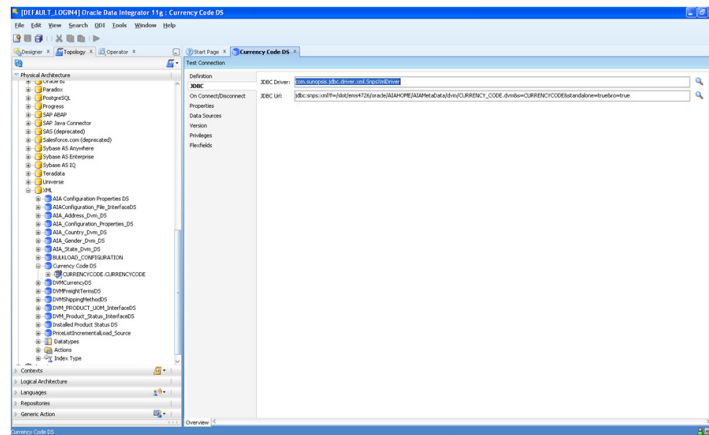 [DEFAULT_LOGIN4] Oracle Data Integrator 11g : Currency Code DS
File Edit View Search ODI Tools Window Help
Designer Topology Operator
Start Page Currency Code DS
Test Connection
Physical Architecture
Paradox
PostgreSQL
Progress
SAP ABAP
SAP Java Connector
SAS (deprecated)
Salesforce.com (deprecated)
Sybase AS Anywhere
Sybase AS Enterprise
Sybase AS IQ
Teradata
Universe
XML
AIA Configuration Properties DS
AIAConfiguration_File_InterfaceDS
AIA_Address_Dvm_DS
AIA_Configuration_Properties_DS
AIA_Country_Dvm_DS
AIA_Gender_Dvm_DS
AIA_State_Dvm_DS
BULKLOAD_CONFIGURATION
Currency Code DS
CURRENCYCODE.CURRENCYCODE
DVMCurrencyDS
DVMFreightTermsDS
DVMShippingMethodDS
DVM_PRODUCT_UOM_InterfaceDS
DVM_Product_Status_InterfaceDS
Installed Product Status DS
PriceListIncrementalLoad_Source
Datatypes
Actions
Index Type
Contexts
Logical Architecture
Languages
Repositories
Generic Action
Definition
JDBC
On Connect/Disconnect
Properties
Data Sources
Version
Privileges
Flexfields
JDBC Driver: com.sunopsis.jdbc.driver.xml.SnpsXmlDriver
JDBC Url: jdbc:snps:xml?f=/slot/ems4726/oracle/AIAHOME/AIAMetaData/dvm/CURRENCY_CODE.dvm&s=CURRENCYCODE&standalone=true&ro=true
Overview
Currency Code DS